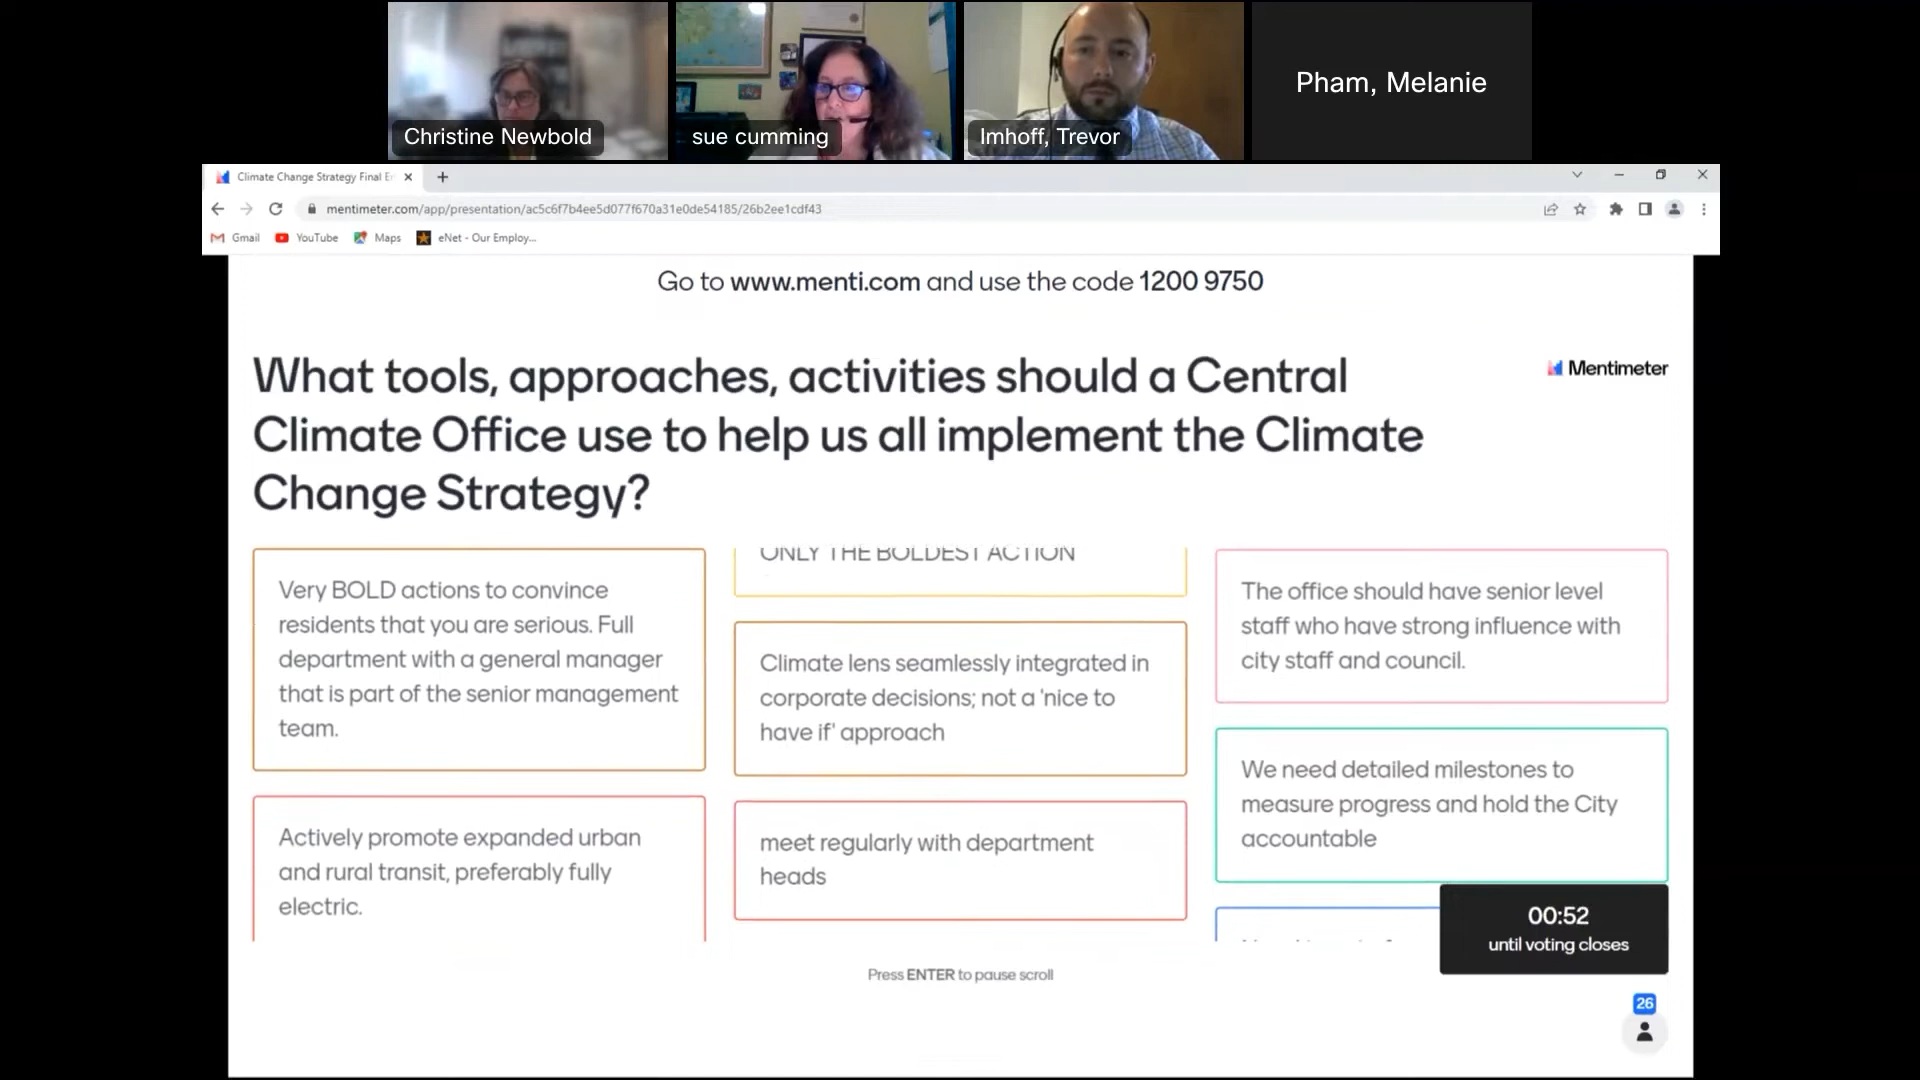 Christine Newbold
sue cumming
Imhoff, Trevor
Pham, Melanie
Climate Change Strategy Final E
mentimeter.com/app/presentation/ac5c6f7b4ee5d077f670a31e0de54185/26b2ee1cdf43
Gmail
YouTube
Maps
eNet - Our Employ...
Go to www.menti.com and use the code 1200 9750
Mentimeter
What tools, approaches, activities should a Central
Climate Office use to help us all implement the Climate
Change Strategy?
Very BOLD actions to convince
residents that you are serious. Full
department with a general manager
that is part of the senior management
team.
Actively promote expanded urban
and rural transit, preferably fully
electric.
ONLY THE BOLDEST ACTION
Climate lens seamlessly integrated in
corporate decisions; not a 'nice to
have if' approach
meet regularly with department
heads
The office should have senior level
staff who have strong influence with
city staff and council.
We need detailed milestones to
measure progress and hold the City
accountable
00:52
until voting closes
Press ENTER to pause scroll
26